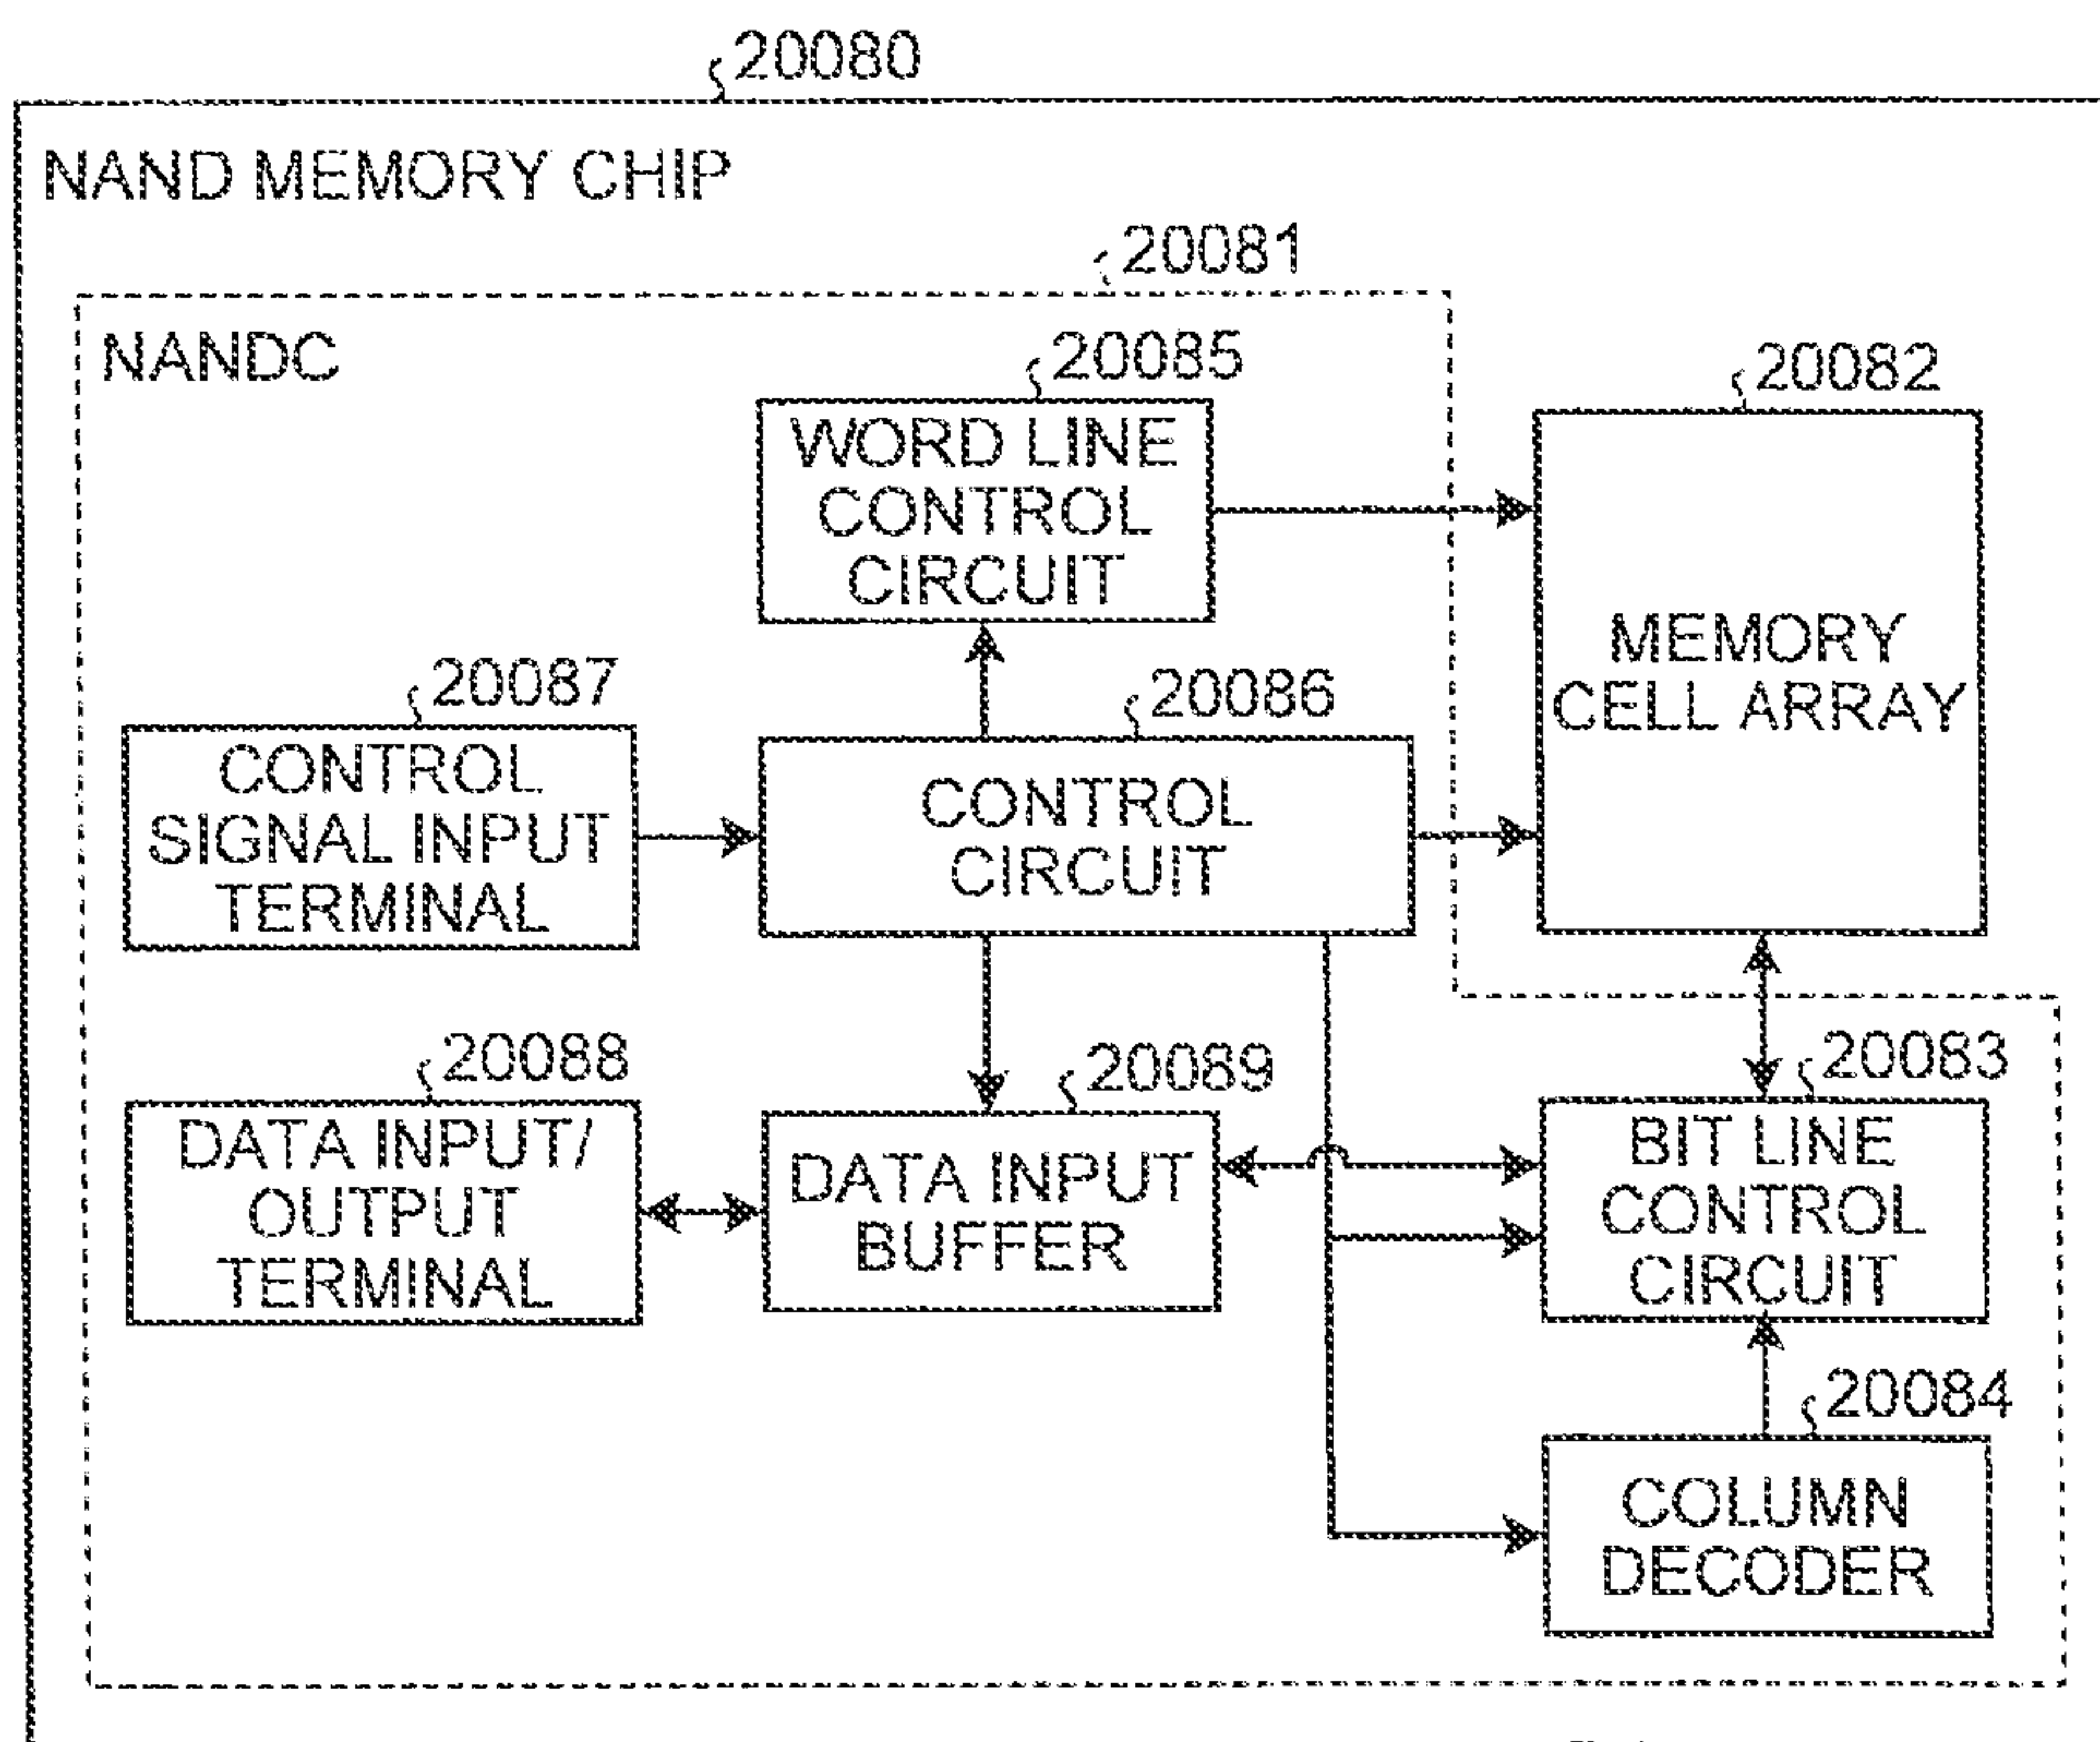 20080
NAND MEMORY CHIP
20081
NANDC
20085
WORD LINE
CONTROL
CIRCUIT
20082
MEMORY
CELL ARRAY
20087
CONTROL
SIGNAL INPUT
TERMINAL
20086
CONTROL
CIRCUIT
20088
DATA INPUT/
OUTPUT
TERMINAL
20089
DATA INPUT
BUFFER
20083
BIT LINE
CONTROL
CIRCUIT
20084
COLUMN
DECODER